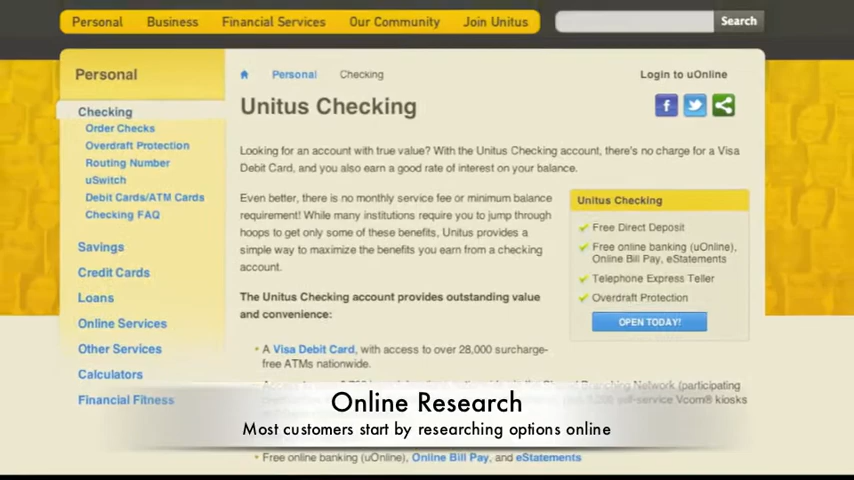 Personal Business Financial Services Our Community Join Unitus Search
Personal
Checking
Order Checks
Overdraft Protection
Routing Number
uSwitch
Debit Cards/ATM Cards
Checking FAQ
Savings
Credit Cards
Loans
Online Services
Other Services
Calculators
Financial Fitness
Personal Checking
Login to uOnline
Unitus Checking
Looking for an account with true value? With the Unitus Checking account, there's no charge for a Visa
Debit Card, and you also earn a good rate of interest on your balance.
Even better, there is no monthly service fee or minimum balance
requirement! While many institutions require you to jump through
hoops to get only some of these benefits, Unitus provides a
simple way to maximize the benefits you earn from a checking
account.
The Unitus Checking account provides outstanding value
and convenience:
Unitus Checking
Free Direct Deposit
Free online banking (uOnline),
Online Bill Pay, eStatements
Telephone Express Teller
Overdraft Protection
OPEN TODAY!
A Visa Debit Card, with access to over 28,000 surcharge-
free ATMs nationwide.
Network (participating
self-service Vcom® kiosks
Online Research
Most customers start by researching options online
Free online banking (uOnline), Online Bill Pay, and eStatements